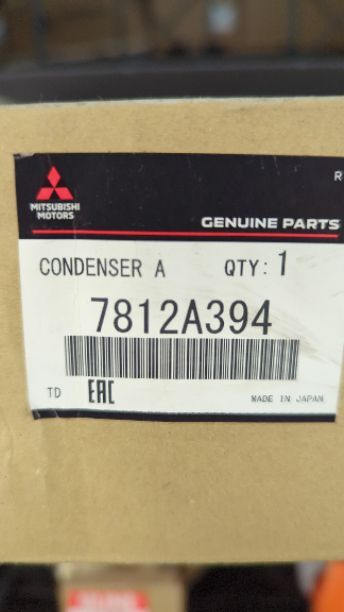 R
MITSUBISHI
MOTORS
GENUINE PARTS
CONDENSER A QTY: 1
7812A394
TD EAC MADE IN JAPAN